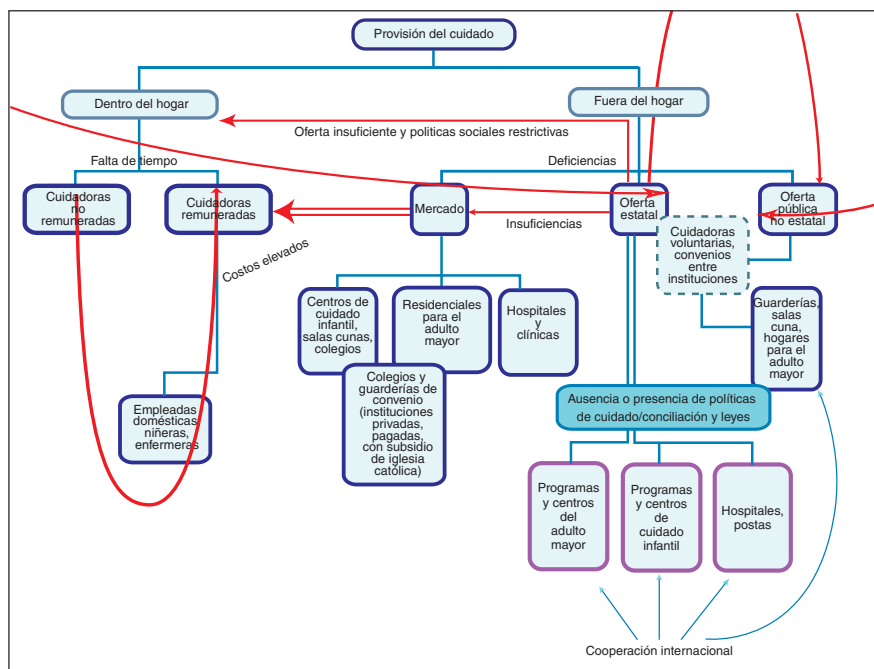 Provisión del cuidado
Dentro del hogar
Fuera del hogar
Oferta insuficiente y politicas sociales restrictivas
Falta de tiempo
Deficiencias
Cuidadoras
no
remuneradas
Cuidadoras
remuneradas
Mercado
Oferta
estatal
Oferta
pública
no estatal
Insuficiencias
Cuidadoras
voluntarias,
convenios
entre
instituciones
Costos elevados
Centros de
cuidado
infantil,
salas cunas,
colegios
Residenciales
para el
adulto
mayor
Hospitales
y
clínicas
Guarderías,
salas
cuna,
hogares
para el
adulto
mayor
Colegios y
guarderías de
convenio
(instituciones
privadas,
pagadas,
con subsidio
de iglesia
católica)
Empleadas
domésticas,
niñeras,
enfermeras
Ausencia o presencia de políticas
de cuidado/conciliación y leyes
Programas
y centros
del
adulto
mayor
Programas
y centros
de
cuidado
infantil
Hospitales,
postas
Cooperación internacional